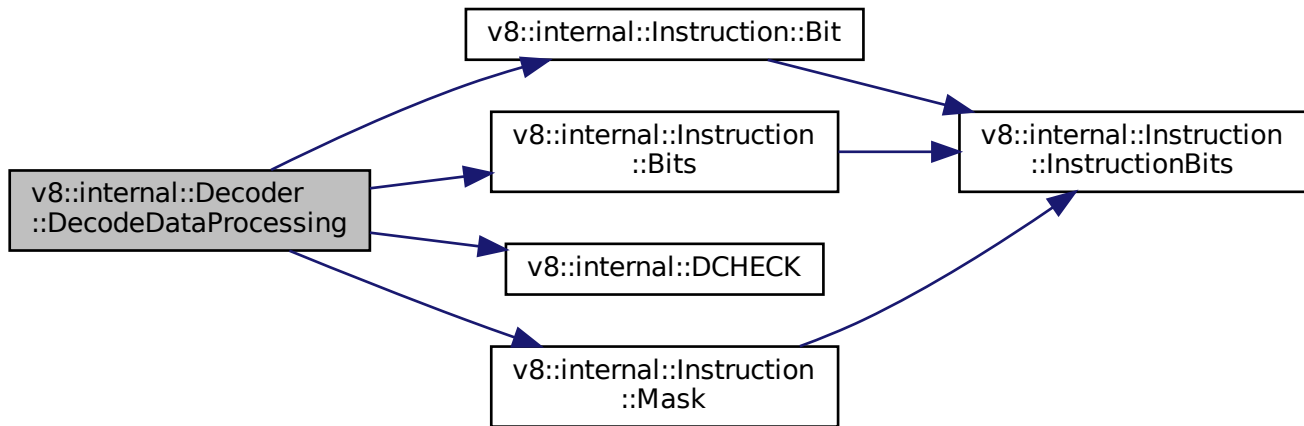 v8::internal::Decoder
::DecodeDataProcessing
v8::internal::Instruction::Bit
v8::internal::Instruction
::Bits
v8::internal::DCHECK
v8::internal::Instruction
::Mask
v8::internal::Instruction
::InstructionBits